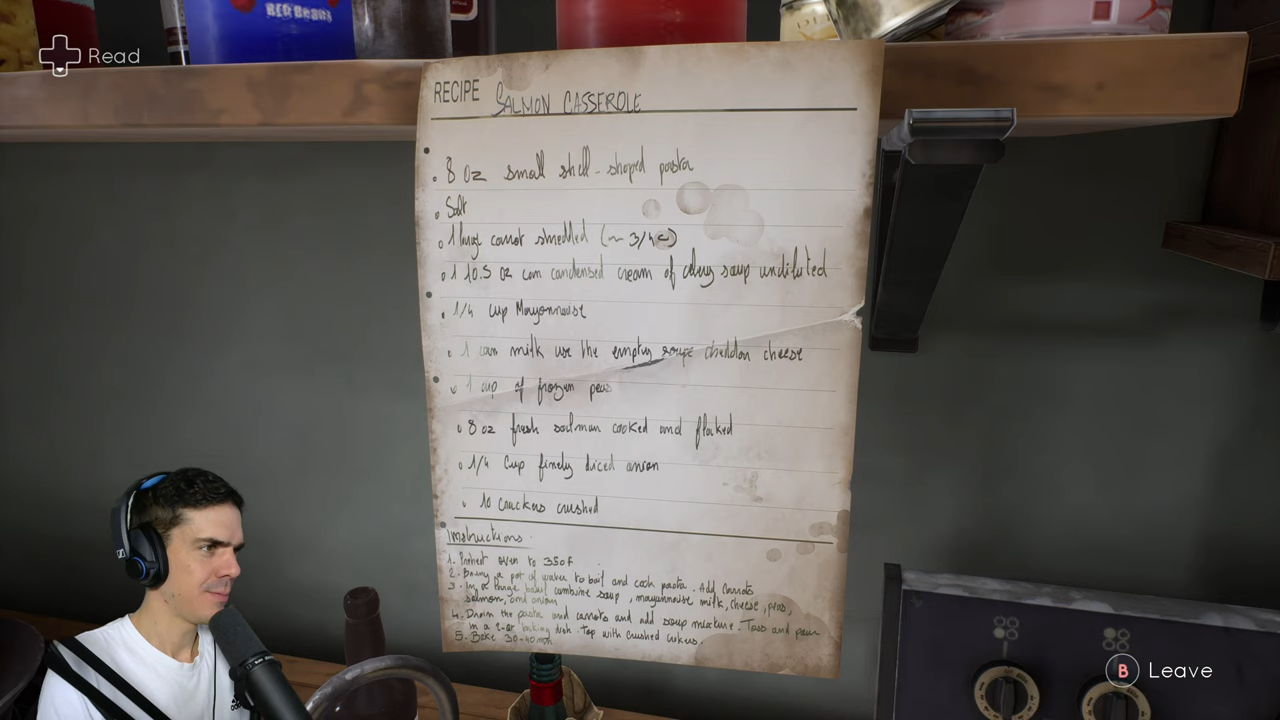 RED BEANS
Read
RECIPE SALMON CASSEROLE
8 oz small shell-shaped pasta
Salt
1 large carrot shredded (~ 3/4 c)
1 10.5 oz can condensed cream of celery soup undiluted
1/4 cup Mayonnaise
1 can milk use the empty soupe cheddar cheese
1 cup of frozen peas
8 oz fresh salmon cooked and flaked
1/4 Cup finely diced onion
10 Crackers crushed
Instructions:
1. Preheat oven to 350F
2. Bring a pot of water to boil and cook pasta. Add Carrots
3. In a large bowl combine soup, mayonnaise milk, cheese, peas,
salmon, and onion
4. Drain the pasta and carrots and add soup mixture. Toss and pour
in a 2-qr baking dish. Top with crushed
5. Bake 30-40 mn
B Leave